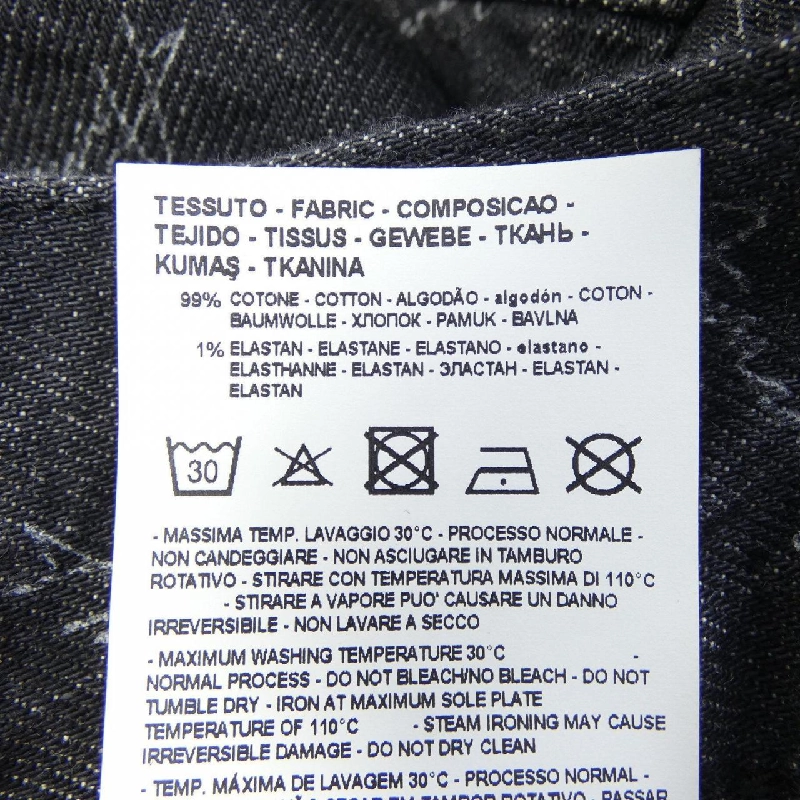 TESSUTO - FABRIC - COMPOSICAO -
TEJIDO - TISSUS - GEWEBE - ТКАНЬ -
KUMAŞ - TKANINA
99% COTONE - COTTON - ALGODÃO - algodón - COTON -
BAUMWOLLE - ХЛОПОК - PAMUK - BAVLNA
1% ELASTAN - ELASTANE - ELASTANO - elastano -
ELASTHANNE - ELASTAN - ЭЛАСТАН - ELASTAN -
ELASTAN
30
- MASSIMA TEMP. LAVAGGIO 30°C - PROCESSO NORMALE -
NON CANDEGGIARE - NON ASCIUGARE IN TAMBURO
ROTATIVO - STIRARE CON TEMPERATURA MASSIMA DI 110°C
- STIRARE A VAPORE PUO' CAUSARE UN DANNO
IRREVERSIBILE - NON LAVARE A SECCO
- MAXIMUM WASHING TEMPERATURE 30°C -
NORMAL PROCESS - DO NOT BLEACH/NO BLEACH - DO NOT
TUMBLE DRY - IRON AT MAXIMUM SOLE PLATE
TEMPERATURE OF 110°C - STEAM IRONING MAY CAUSE
IRREVERSIBLE DAMAGE - DO NOT DRY CLEAN
- TEMP. MÁXIMA DE LAVAGEM 30°C - PROCESSO NORMAL -
SECAR EM TAMBOR ROTATIVO - PASSAR